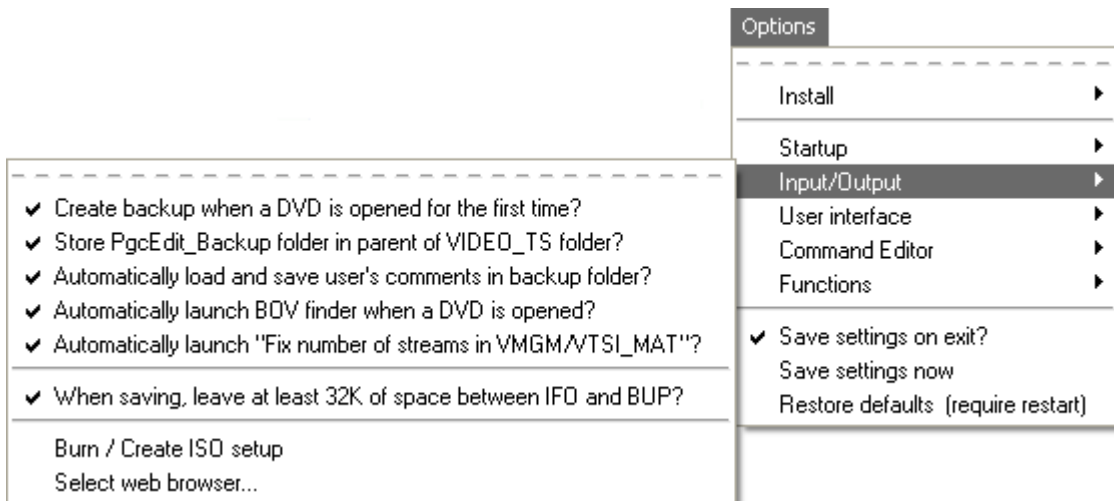 Options
Install
Startup
Input/Output
User interface
Command Editor
Functions
Save settings on exit?
Save settings now
Restore defaults (require restart)
Create backup when a DVD is opened for the first time?
Store PgcEdit_Backup folder in parent of VIDEO_TS folder?
Automatically load and save user's comments in backup folder?
Automatically launch BOV finder when a DVD is opened?
Automatically launch "Fix number of streams in VMGM/VTSI_MAT"?
When saving, leave at least 32K of space between IFO and BUP?
Burn / Create ISO setup
Select web browser...